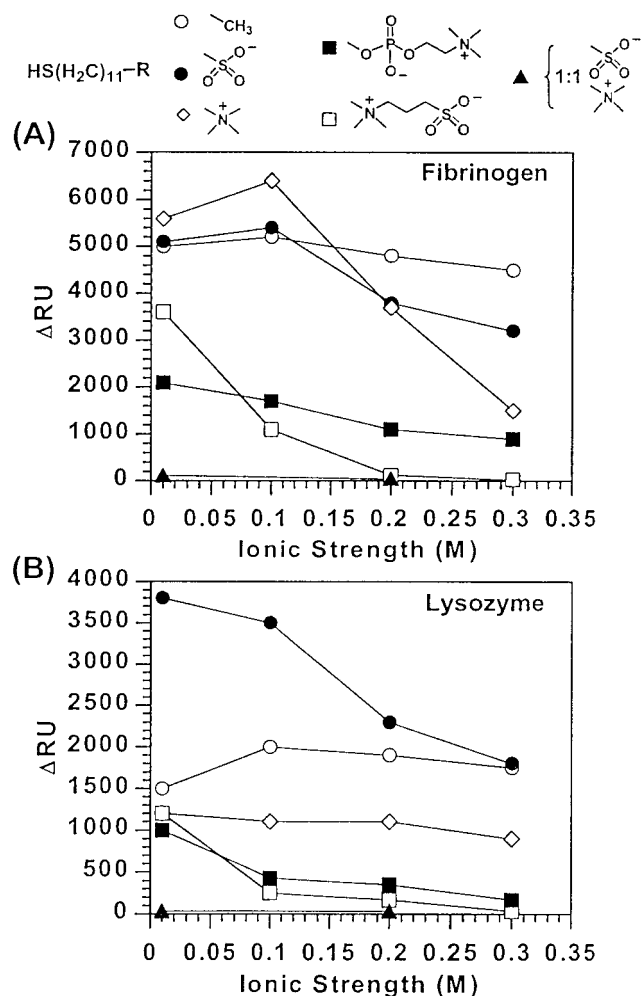 CH3
HS(H2C)11–R
O−
S
O O
N+
O
O P O
O−
N+
N+
S
O O
O−
1:1
S
O O
O−
N+
(A)
Fibrinogen
7000
6000
5000
4000
3000
2000
1000
0
ΔRU
0 0.05 0.1 0.15 0.2 0.25 0.3 0.35
Ionic Strength (M)
(B)
Lysozyme
4000
3500
3000
2500
2000
1500
1000
500
0
ΔRU
0 0.05 0.1 0.15 0.2 0.25 0.3 0.35
Ionic Strength (M)